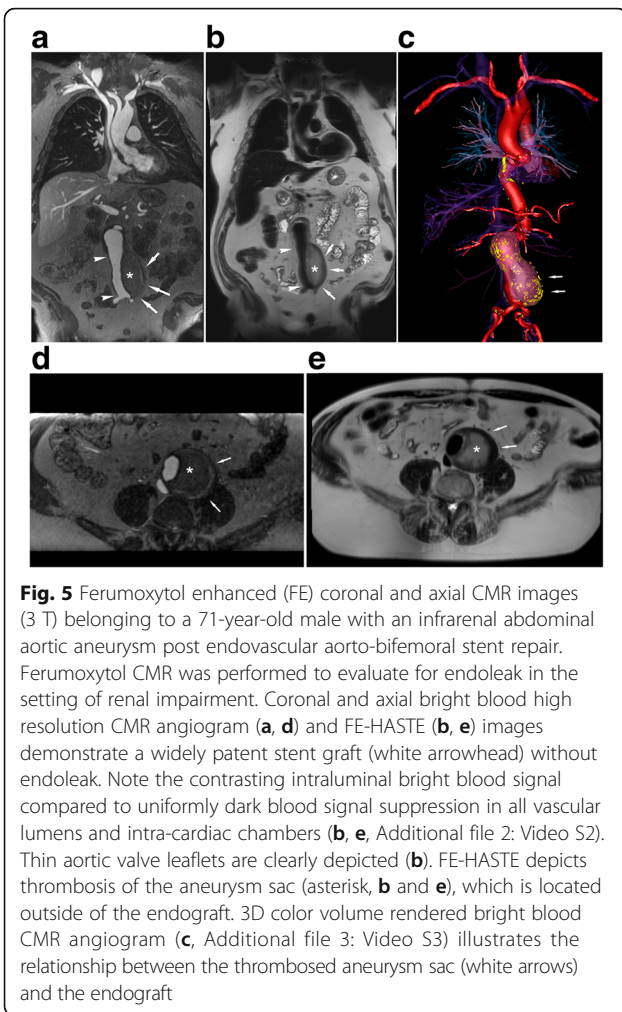 a
b
c
d
e
Fig. 5 Ferumoxytol enhanced (FE) coronal and axial CMR images
(3 T) belonging to a 71-year-old male with an infrarenal abdominal
aortic aneurysm post endovascular aorto-bifemoral stent repair.
Ferumoxytol CMR was performed to evaluate for endoleak in the
setting of renal impairment. Coronal and axial bright blood high
resolution CMR angiogram (a, d) and FE-HASTE (b, e) images
demonstrate a widely patent stent graft (white arrowhead) without
endoleak. Note the contrasting intraluminal bright blood signal
compared to uniformly dark blood signal suppression in all vascular
lumens and intra-cardiac chambers (b, e, Additional file 2: Video S2).
Thin aortic valve leaflets are clearly depicted (b). FE-HASTE depicts
thrombosis of the aneurysm sac (asterisk, b and e), which is located
outside of the endograft. 3D color volume rendered bright blood
CMR angiogram (c, Additional file 3: Video S3) illustrates the
relationship between the thrombosed aneurysm sac (white arrows)
and the endograft